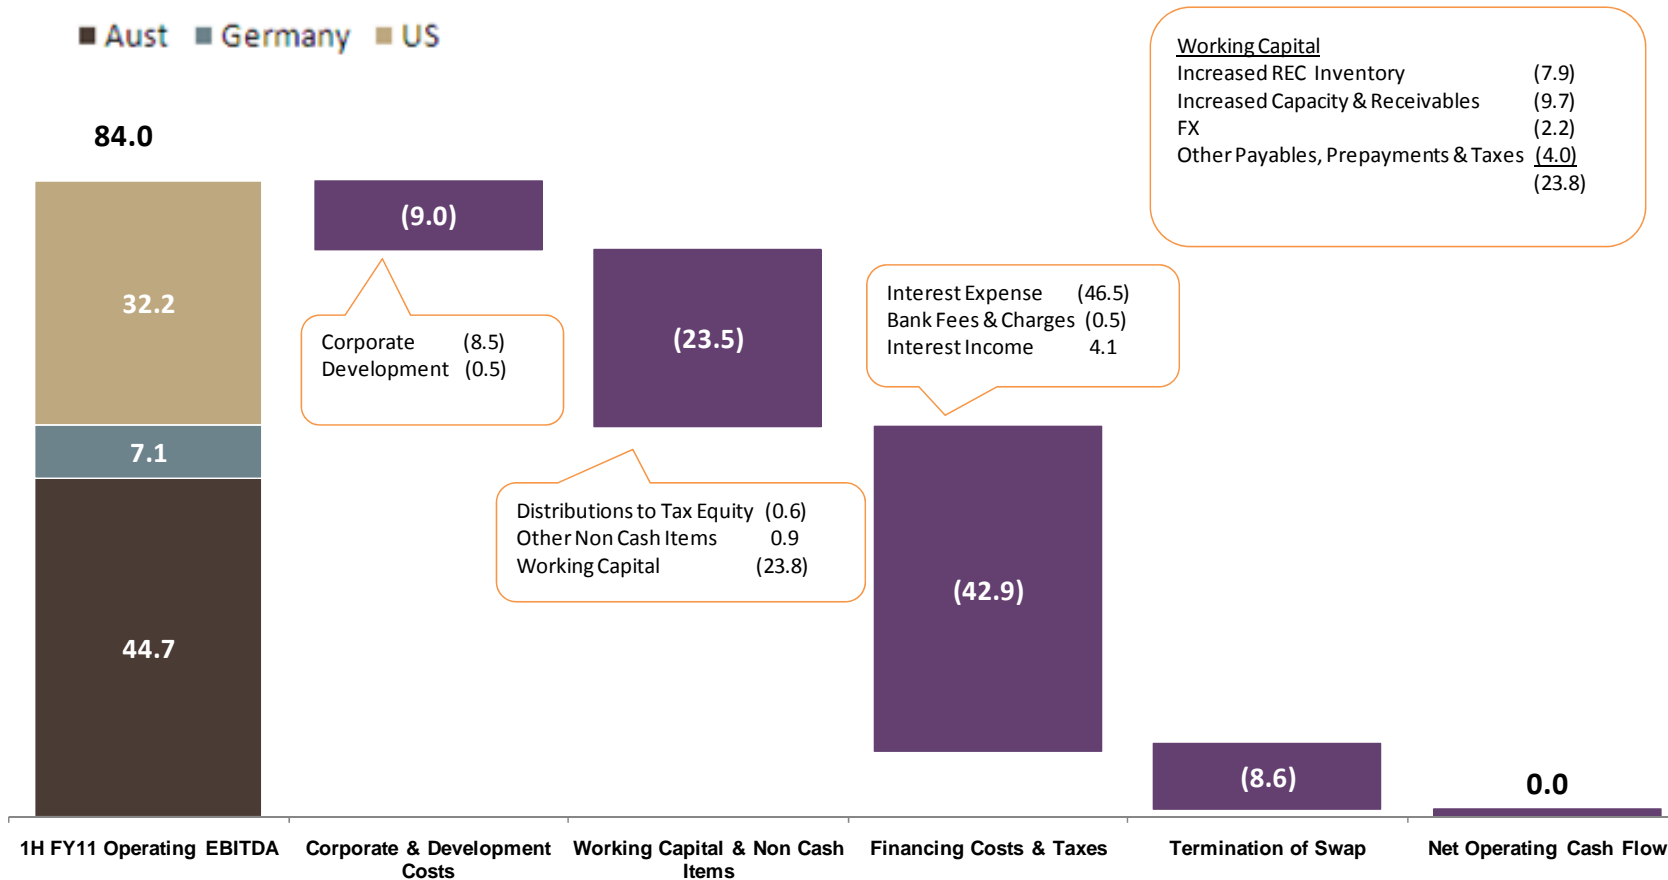 Aust Germany US
Working Capital
Increased REC Inventory (7.9)
Increased Capacity & Receivables (9.7)
FX (2.2)
Other Payables, Prepayments & Taxes (4.0)
(23.8)
84.0
(9.0)
32.2
(23.5)
Corporate (8.5)
Development (0.5)
Interest Expense (46.5)
Bank Fees & Charges (0.5)
Interest Income 4.1
7.1
Distributions to Tax Equity (0.6)
Other Non Cash Items 0.9
Working Capital (23.8)
(42.9)
44.7
(8.6)
0.0
1H FY11 Operating EBITDA
Corporate & Development
Costs
Working Capital & Non Cash
Items
Financing Costs & Taxes
Termination of Swap
Net Operating Cash Flow